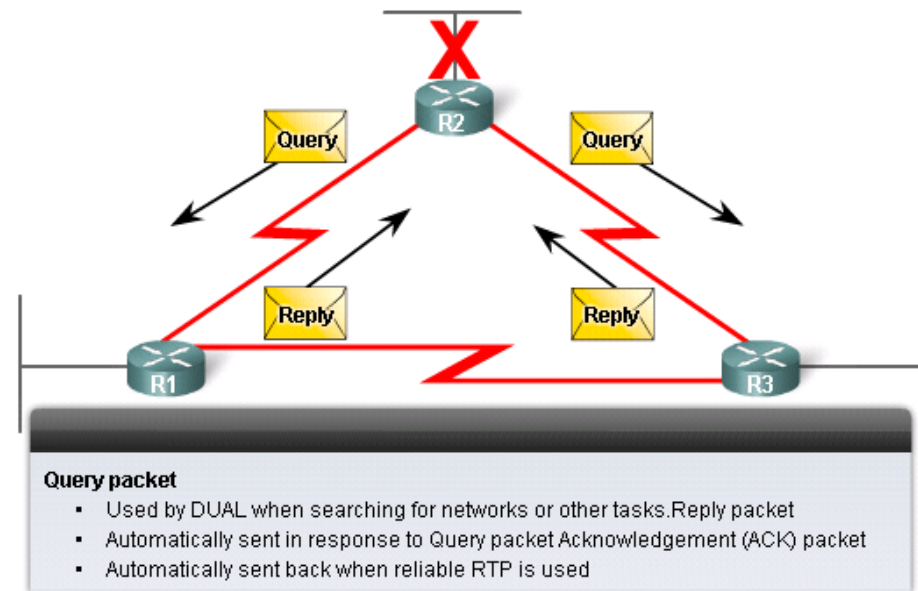 X
R2
Query
Query
Reply
Reply
R1
R3
Query packet
▪ Used by DUAL when searching for networks or other tasks.Reply packet
▪ Automatically sent in response to Query packet Acknowledgement (ACK) packet
▪ Automatically sent back when reliable RTP is used